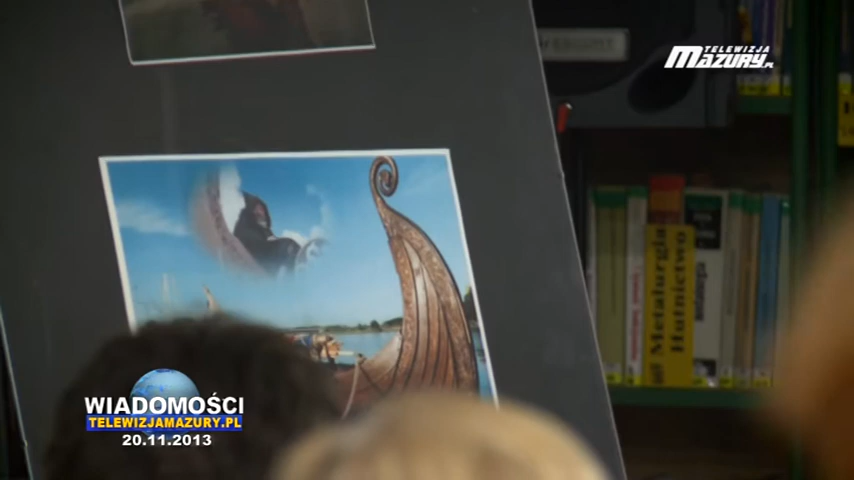 TELEWIZJA
MAZURY.PL
Metalurgia
Hutnictwo
WIADOMOŚCI
TELEWIZJAMAZURY.PL
20.11.2013